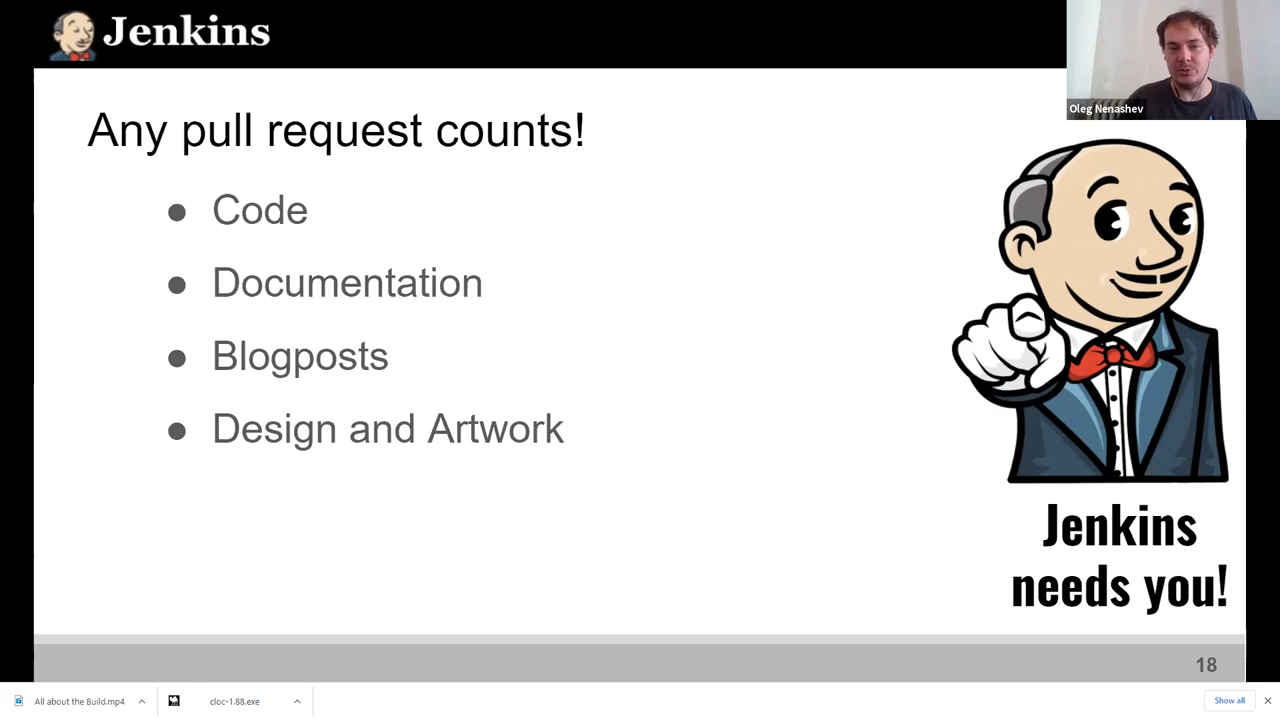 Jenkins
Oleg Nenashev
Any pull request counts!
● Code
● Documentation
● Blogposts
● Design and Artwork
Jenkins
needs you!
18
All about the Build.mp4
cloc-1.88.exe
Show all